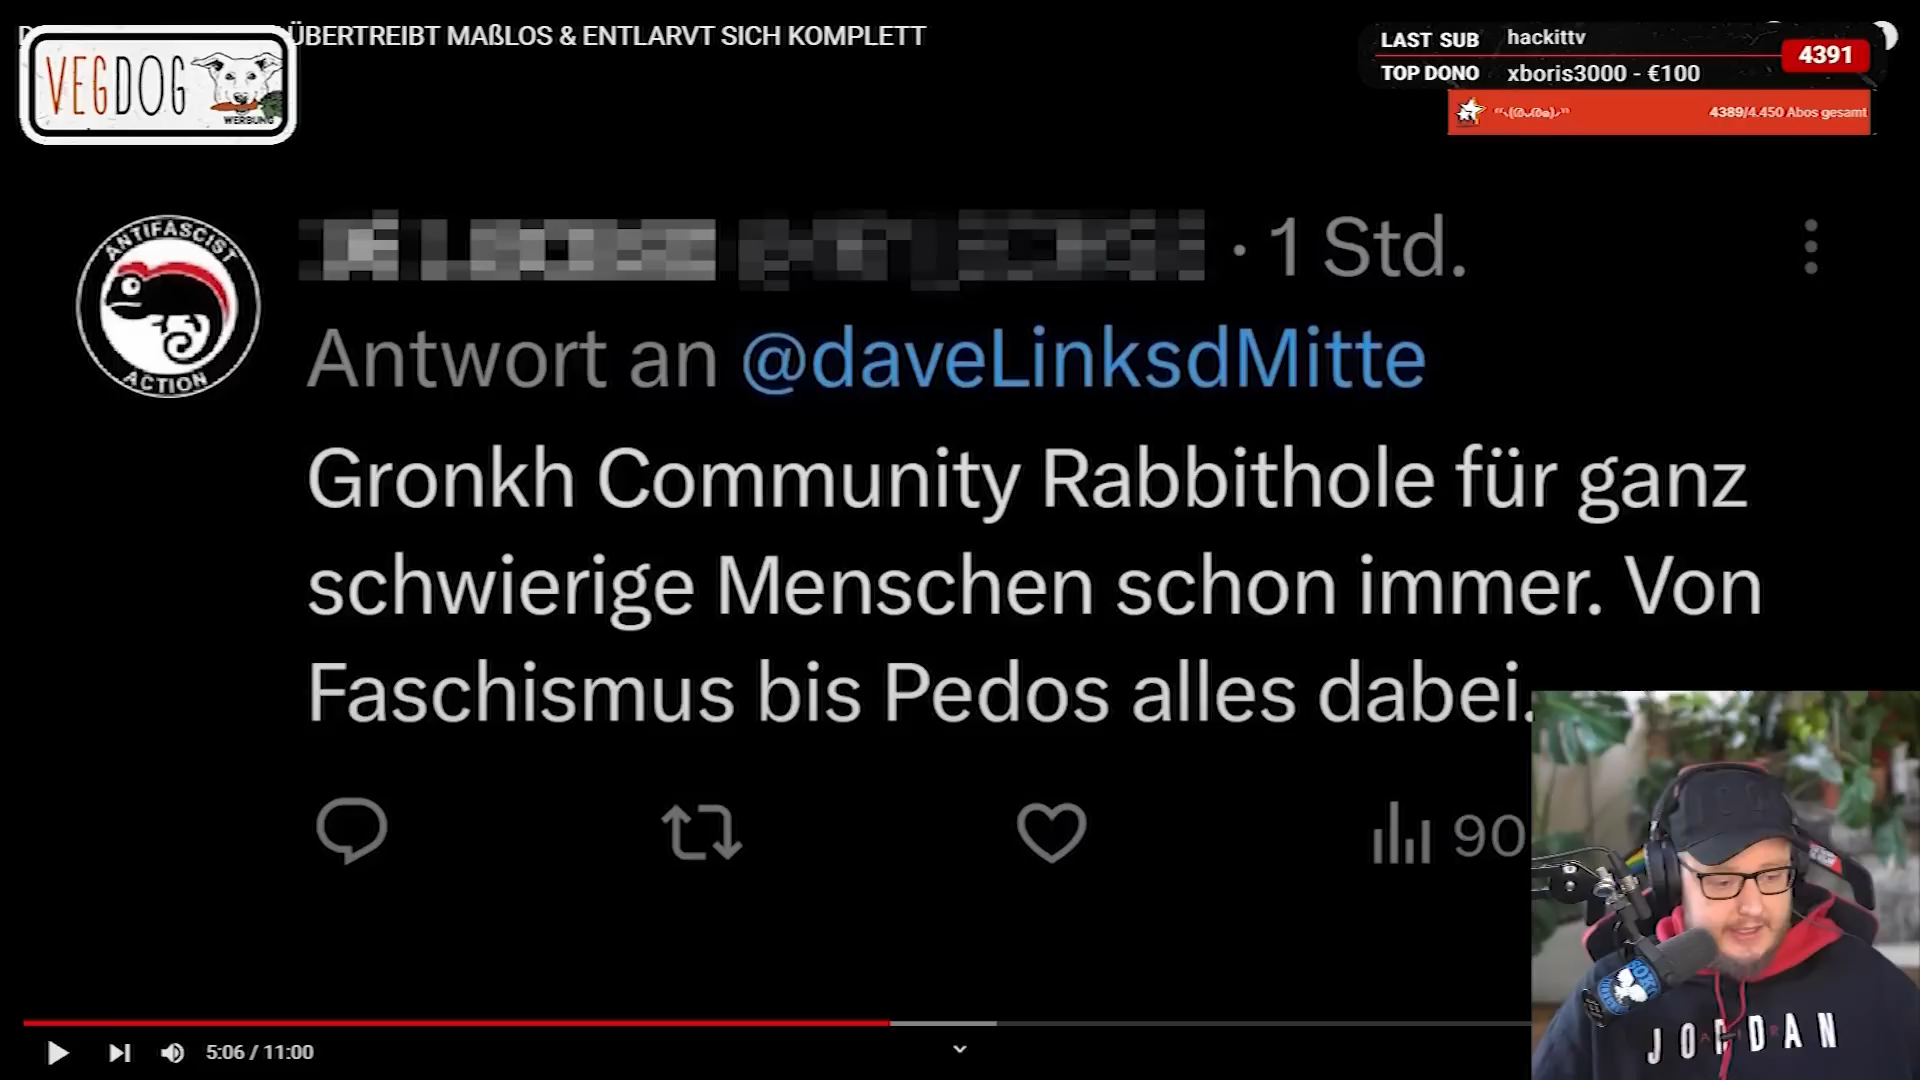 ÜBERTREIBT MAßLOS & ENTLARVT SICH KOMPLETT
VEGDOG
WERBUNG
LAST SUB hackittv
TOP DONO xboris3000 - €100
4391
4389/4.450 Abos gesamt
ANTIFASCIST
ACTION
· 1 Std.
Antwort an @daveLinksdMitte
Gronkh Community Rabbithole für ganz
schwierige Menschen schon immer. Von
Faschismus bis Pedos alles dabei.
90
JORDAN
5:06 / 11:00